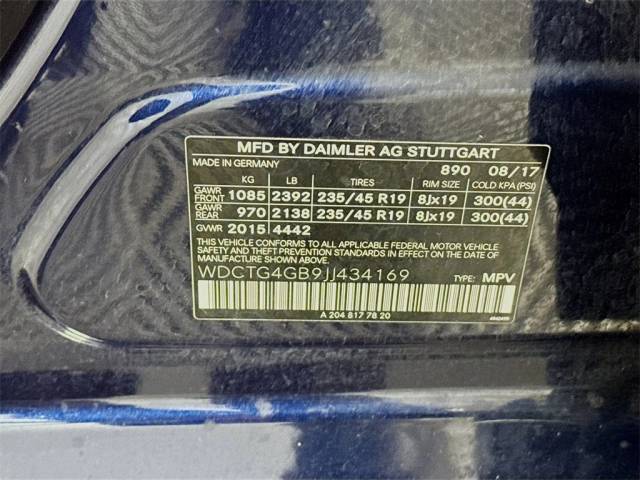 MFD BY DAIMLER AG STUTTGART
MADE IN GERMANY 890 08/17
KG LB TIRES RIM SIZE COLD KPA (PSI)
GAWR FRONT 1085 2392 235/45 R19 8Jx19 300(44)
GAWR REAR 970 2138 235/45 R19 8Jx19 300(44)
GVWR 2015 4442
THIS VEHICLE CONFORMS TO ALL APPLICABLE FEDERAL MOTOR VEHICLE
SAFETY AND THEFT PREVENTION STANDARDS IN EFFECT ON THE
DATE OF MANUFACTURE SHOWN ABOVE.
WDCTG4GB9JJ434169 TYPE: MPV
A 204 817 78 20